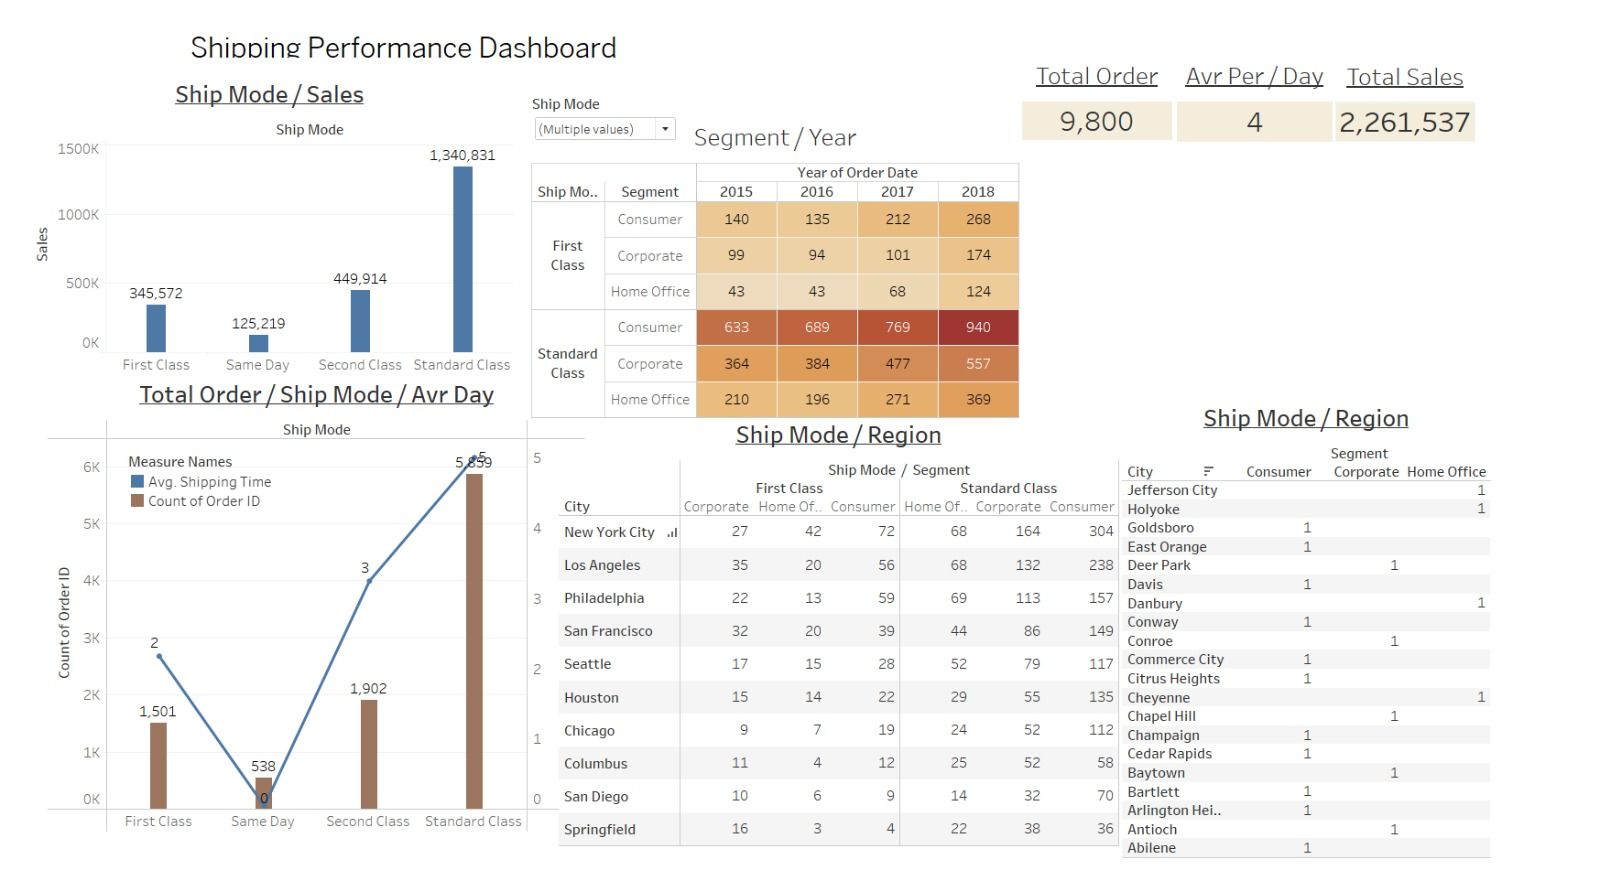 Shipping Performance Dashboard
Ship Mode / Sales
Ship Mode
1500K
1000K
500K
0K
Sales
345,572
125,219
449,914
1,340,831
First Class Same Day Second Class Standard Class
Ship Mode
(Multiple values)
Segment / Year
Year of Order Date
Ship Mo.. Segment 2015 2016 2017 2018
First Class
Consumer 140 135 212 268
Corporate 99 94 101 174
Home Office 43 43 68 124
Standard Class
Consumer 633 689 769 940
Corporate 364 384 477 557
Home Office 210 196 271 369
Total Order Avr Per / Day Total Sales
9,800 4 2,261,537
Total Order / Ship Mode / Avr Day
Ship Mode
Measure Names
Avg. Shipping Time
Count of Order ID
Count of Order ID
6K
5K
4K
3K
2K
1K
0K
2
0
3
5
1,501
538
1,902
5,859
5
4
3
2
1
0
First Class Same Day Second Class Standard Class
Ship Mode / Region
Ship Mode / Segment
First Class Standard Class
City Corporate Home Of.. Consumer Home Of.. Corporate Consumer
New York City 27 42 72 68 164 304
Los Angeles 35 20 56 68 132 238
Philadelphia 22 13 59 69 113 157
San Francisco 32 20 39 44 86 149
Seattle 17 15 28 52 79 117
Houston 15 14 22 29 55 135
Chicago 9 7 19 24 52 112
Columbus 11 4 12 25 52 58
San Diego 10 6 9 14 32 70
Springfield 16 3 4 22 38 36
Ship Mode / Region
Segment
City Consumer Corporate Home Office
Jefferson City 1
Holyoke 1
Goldsboro 1
East Orange 1
Deer Park 1
Davis 1
Danbury 1
Conway 1
Conroe 1
Commerce City 1
Citrus Heights 1
Cheyenne 1
Chapel Hill 1
Champaign 1
Cedar Rapids 1
Baytown 1
Bartlett 1
Arlington Hei.. 1
Antioch 1
Abilene 1